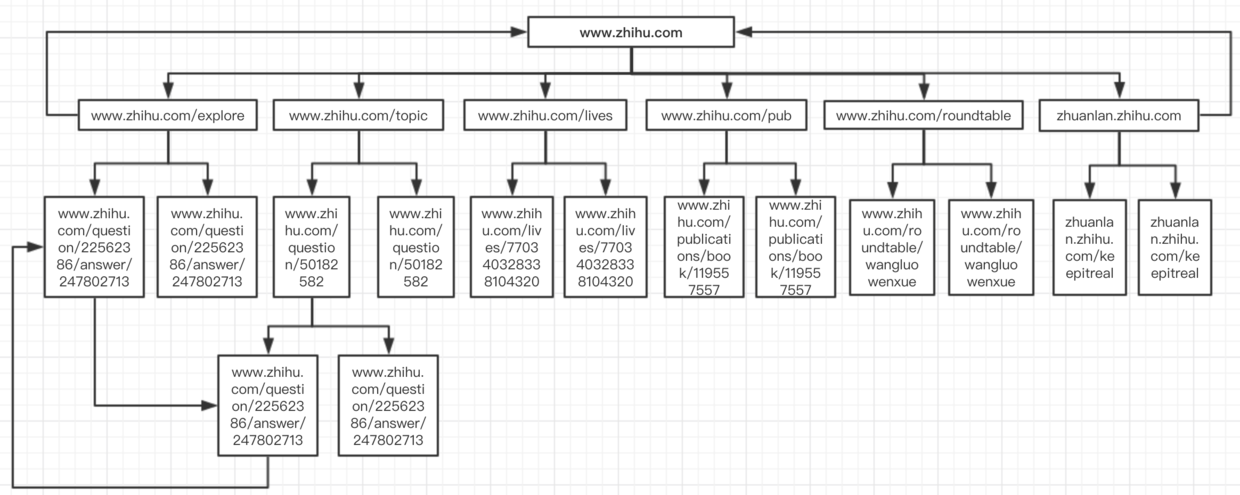 www.zhihu.com
www.zhihu.com/explore
www.zhihu.com/topic
www.zhihu.com/lives
www.zhihu.com/pub
www.zhihu.com/roundtable
zhuanlan.zhihu.com
www.zhihu.
com/questi
on/225623
86/answer/
247802713
www.zhihu.
com/questi
on/225623
86/answer/
247802713
www.zhi
hu.com/
questio
n/50182
582
www.zhi
hu.com/
questio
n/50182
582
www.zhih
u.com/liv
es/7703
4032833
8104320
www.zhih
u.com/liv
es/7703
4032833
8104320
www.zhi
hu.com/
publicati
ons/boo
k/11955
7557
www.zhi
hu.com/
publicati
ons/boo
k/11955
7557
www.zhih
u.com/ro
undtable/
wangluo
wenxue
www.zhih
u.com/ro
undtable/
wangluo
wenxue
zhuanla
n.zhihu.
com/ke
epitreal
zhuanla
n.zhihu.
com/ke
epitreal
www.zhihu.
com/questi
on/225623
86/answer/
247802713
www.zhihu.
com/questi
on/225623
86/answer/
247802713